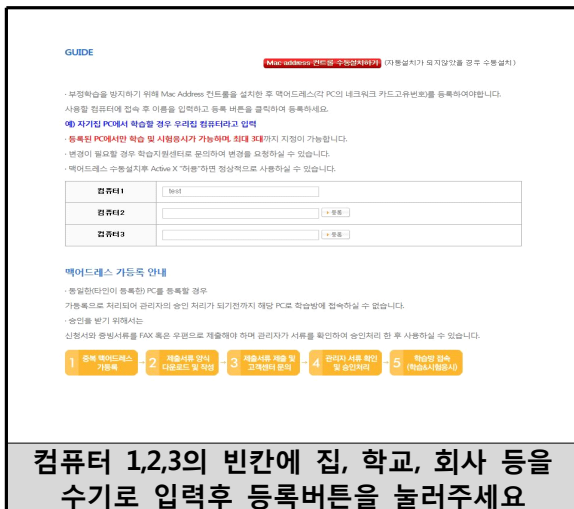 GUIDE
Mac address 컨트롤 수동설치하기 (자동설치가 되지않았을 경우 수동설치)
· 부정학습을 방지하기 위해 Mac Address 컨트롤을 설치한 후 맥어드레스(각 PC의 네크워크 카드고유번호)를 등록하여야합니다.
사용할 컴퓨터에 접속 후 이름을 입력하고 등록 버튼을 클릭하여 등록하세요.
예) 자기집 PC에서 학습할 경우 우리집 컴퓨터라고 입력
· 등록된 PC에서만 학습 및 시험응시가 가능하며, 최대 3대까지 지정이 가능합니다.
· 변경이 필요할 경우 학습지원센터로 문의하여 변경을 요청하실 수 있습니다.
· 맥어드레스 수동설치후 Active X "허용"하면 정상적으로 사용하실 수 있습니다.
컴퓨터1 test
컴퓨터2 등록
컴퓨터3 등록
맥어드레스 가등록 안내
· 동일한(타인이 등록한) PC를 등록할 경우
가등록으로 처리되어 관리자의 승인 처리가 되기전까지 해당 PC로 학습방에 접속하실 수 없습니다.
· 승인을 받기 위해서는
신청서와 증빙서류를 FAX 혹은 우편으로 제출해야 하며 관리자가 서류를 확인하여 승인처리 한 후 사용하실 수 있습니다.
1 중복 맥어드레스 가등록
2 제출서류 양식 다운로드 및 작성
3 제출서류 제출 및 고객센터 문의
4 관리자 서류 확인 및 승인처리
5 학습방 접속 (학습&시험응시)
컴퓨터 1,2,3의 빈칸에 집, 학교, 회사 등을
수기로 입력후 등록버튼을 눌러주세요